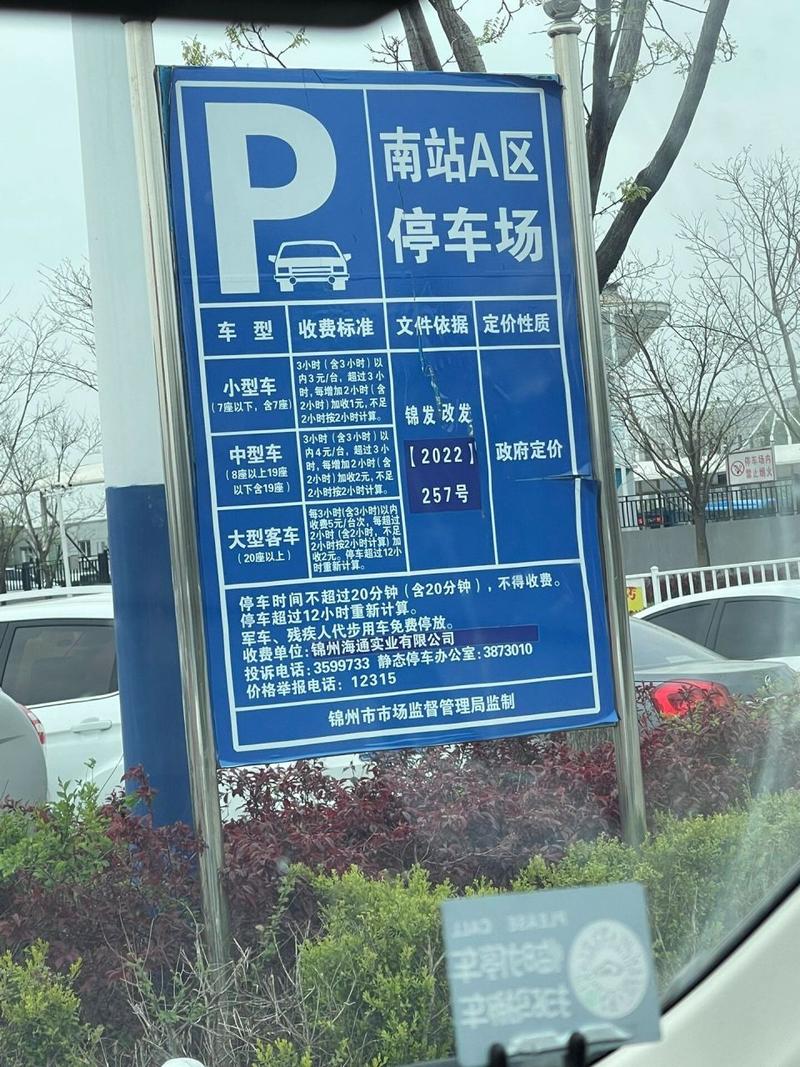 P
南站A区
停车场
车型 收费标准 文件依据 定价性质
小型车
(7座以下，含7座)
3小时(含3小时)以
内3元/台，超过3小
时，每增加2小时(含
2小时)加收1元，不足
2小时按2小时计算。
中型车
(8座以上19座
以下含19座)
3小时(含3小时)以
内4元/台，超过3小
时，每增加2小时(含
2小时)加收2元，不足
2小时按2小时计算。
大型客车
(20座以上)
每3小时(含3小时)以内
收费5元/台次，每超过
2小时(含2小时，不足
2小时按2小时计算)加
收2元。停车超过12小
时重新计算。
锦发改发
【2022】
257号
政府定价
停车时间不超过20分钟（含20分钟），不得收费。
停车超过12小时重新计算。
军车、残疾人代步用车免费停放。
收费单位:锦州海通实业有限公司
投诉电话:3599733 静态停车办公室:3873010
价格举报电话：12315
锦州市市场监督管理局监制
停车场内
禁止烟火
PLEASE CALL
临时停车
扫码挪车